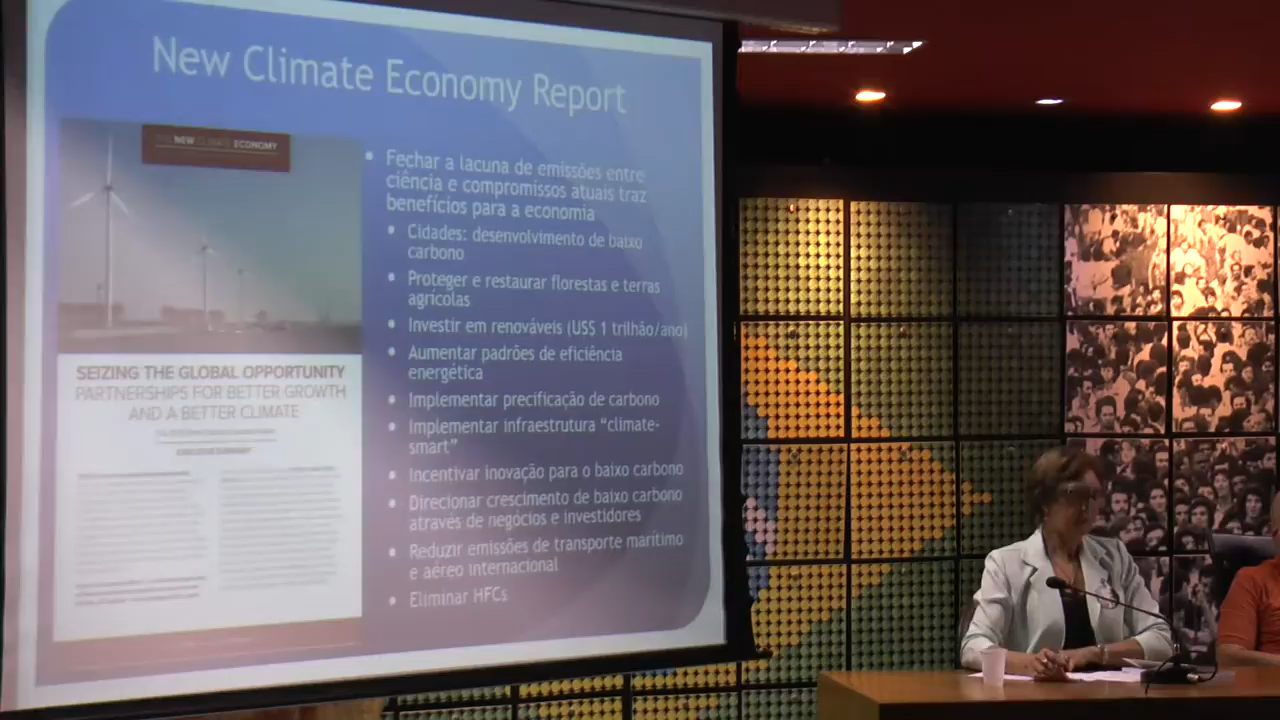 New Climate Economy Report
NEW CLIMATE ECONOMY
SEIZING THE GLOBAL OPPORTUNITY
PARTNERSHIPS FOR BETTER GROWTH
AND A BETTER CLIMATE
• Fechar a lacuna de emissões entre
ciência e compromissos atuais traz
benefícios para a economia
• Cidades: desenvolvimento de baixo
carbono
• Proteger e restaurar florestas e terras
agrícolas
• Investir em renováveis (US$ 1 trilhão/ano)
• Aumentar padrões de eficiência
energética
• Implementar precificação de carbono
• Implementar infraestrutura “climate-
smart”
• Incentivar inovação para o baixo carbono
• Direcionar crescimento de baixo carbono
através de negócios e investidores
• Reduzir emissões de transporte marítimo
e aéreo internacional
• Eliminar HFCs